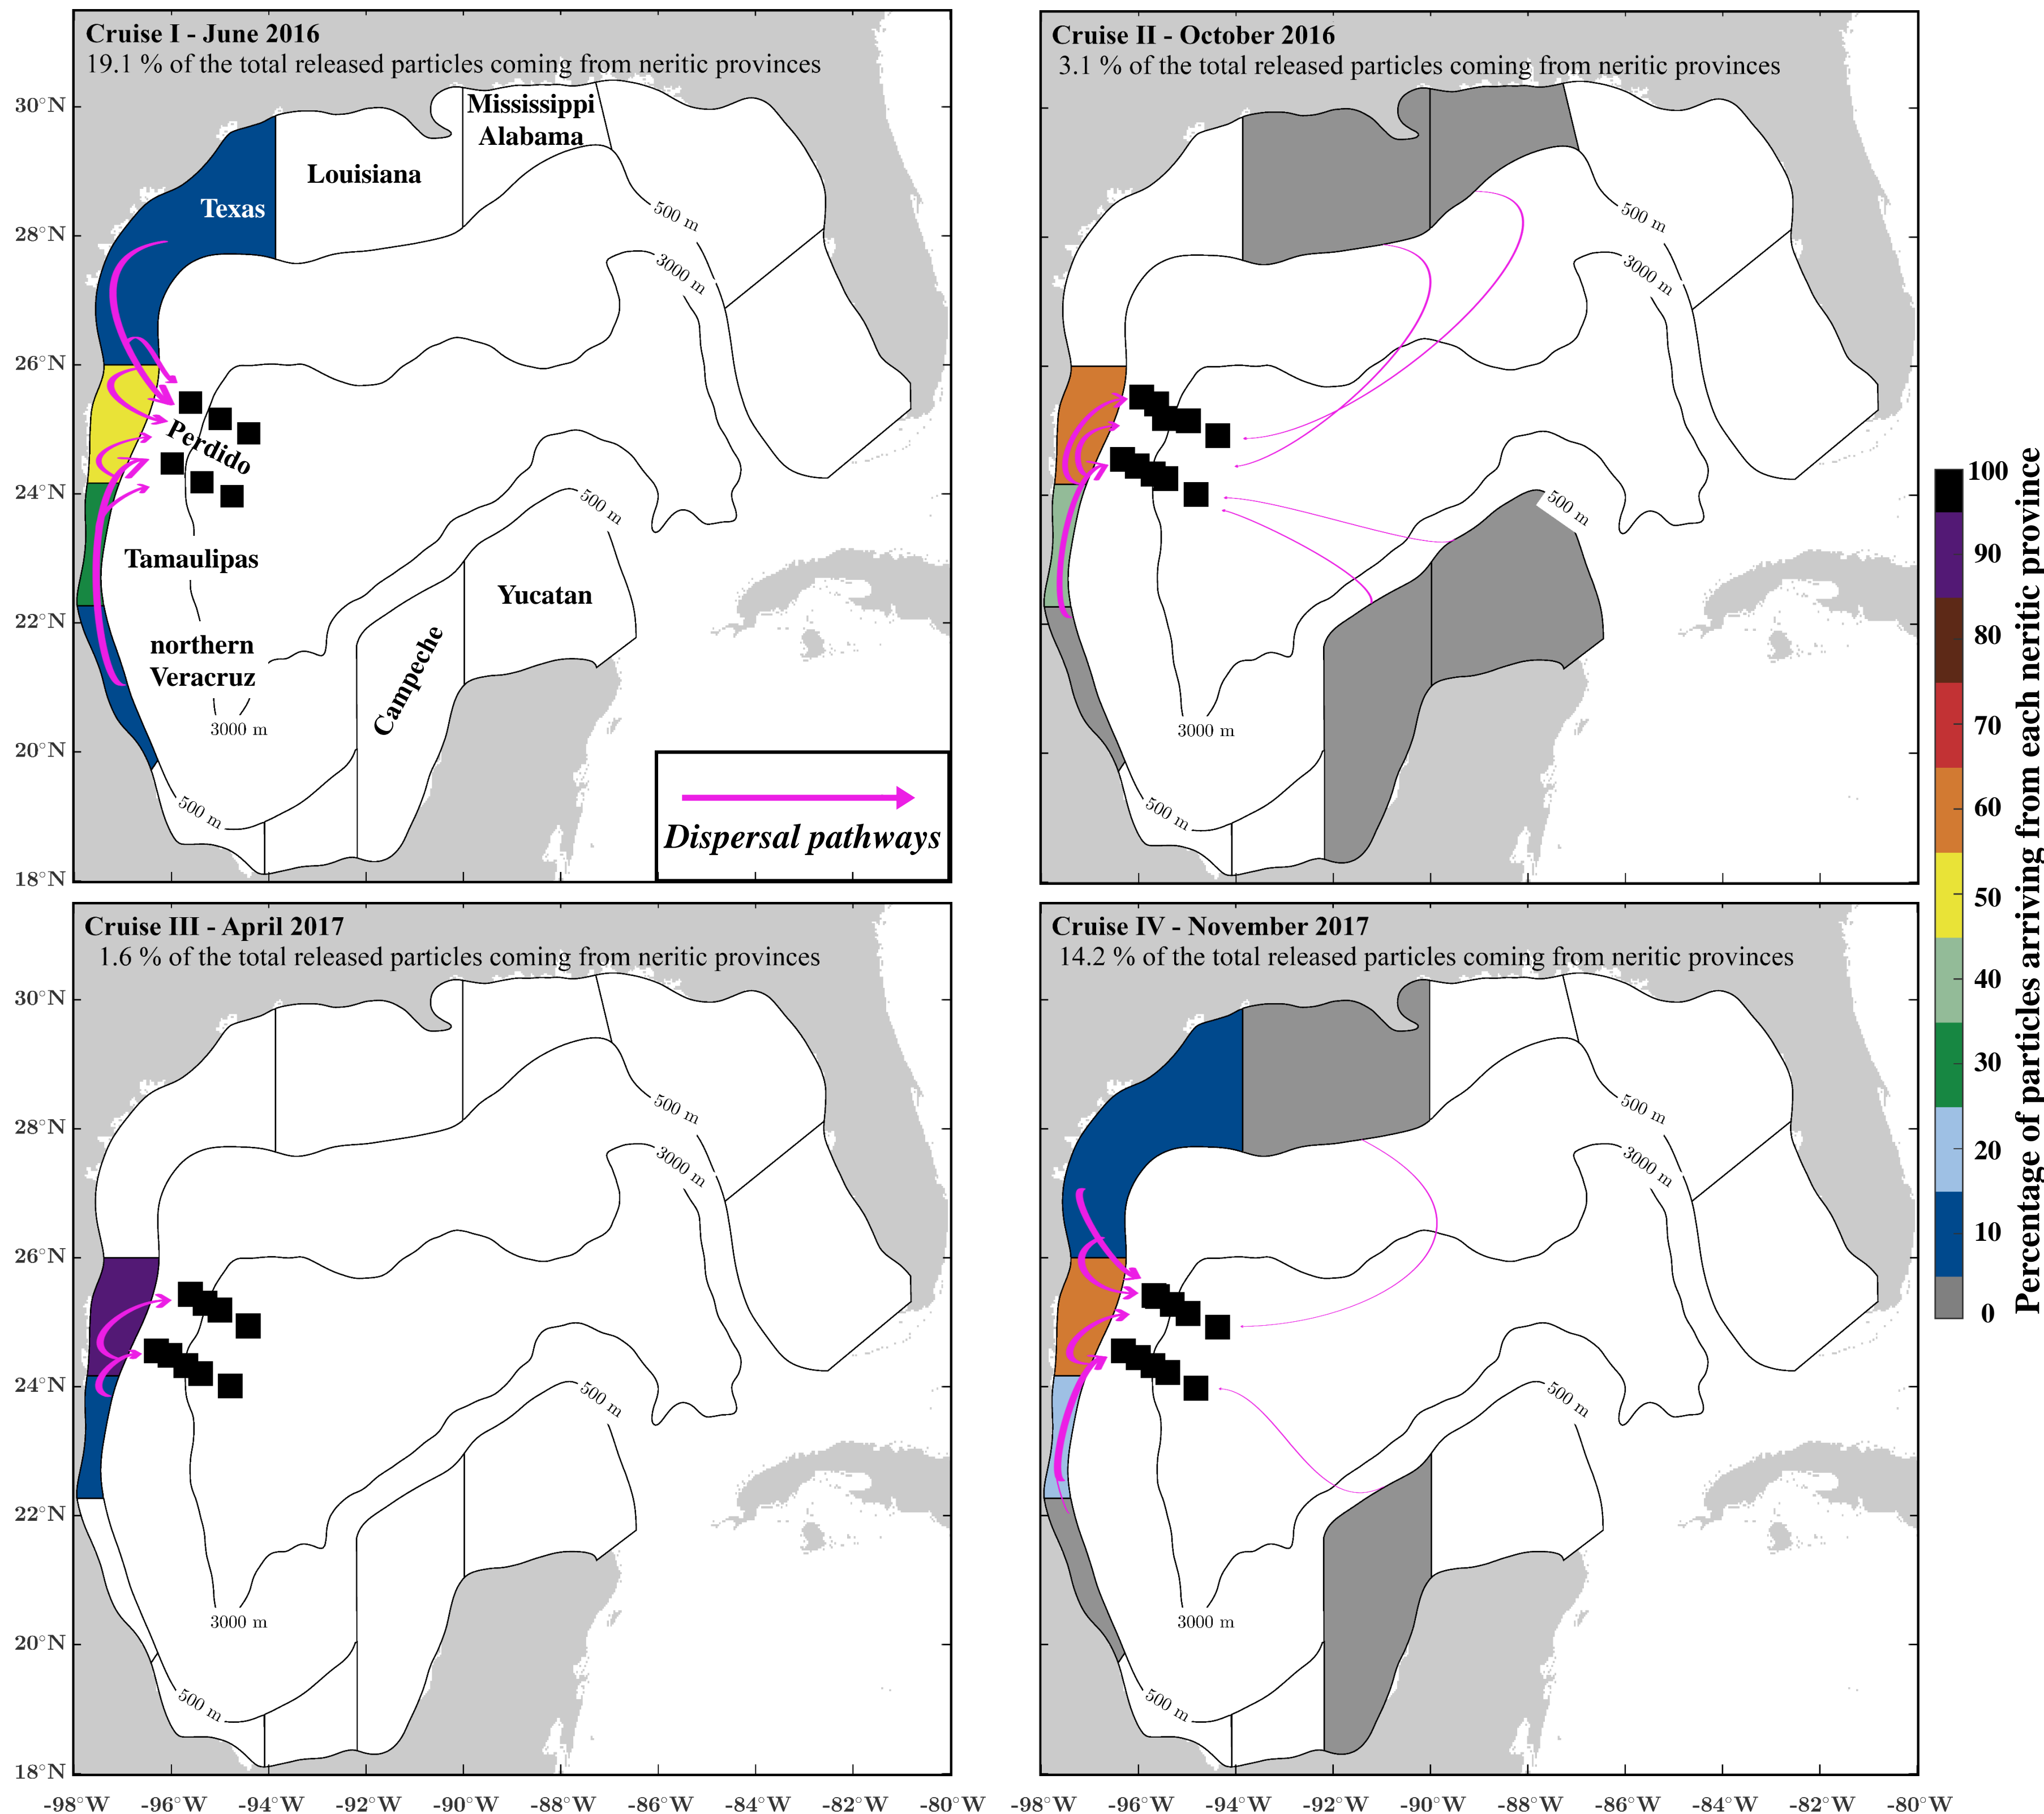 Cruise I - June 2016
19.1 % of the total released particles coming from neritic provinces
30°N
28°N
26°N
24°N
22°N
20°N
18°N
Mississippi
Alabama
Louisiana
Texas
500 m
3000 m
Perdido
500 m
Tamaulipas
Yucatan
northern
Veracruz
Campeche
3000 m
500 m
Dispersal pathways
Cruise II - October 2016
3.1 % of the total released particles coming from neritic provinces
500 m
3000 m
500 m
3000 m
500 m
Cruise III - April 2017
1.6 % of the total released particles coming from neritic provinces
30°N
28°N
26°N
24°N
22°N
20°N
18°N
500 m
3000 m
500 m
3000 m
500 m
-98°W -96°W -94°W -92°W -90°W -88°W -86°W -84°W -82°W -80°W
Cruise IV - November 2017
14.2 % of the total released particles coming from neritic provinces
500 m
3000 m
500 m
3000 m
500 m
-98°W -96°W -94°W -92°W -90°W -88°W -86°W -84°W -82°W -80°W
100
90
80
70
60
50
40
30
20
10
0
Percentage of particles arriving from each neritic province